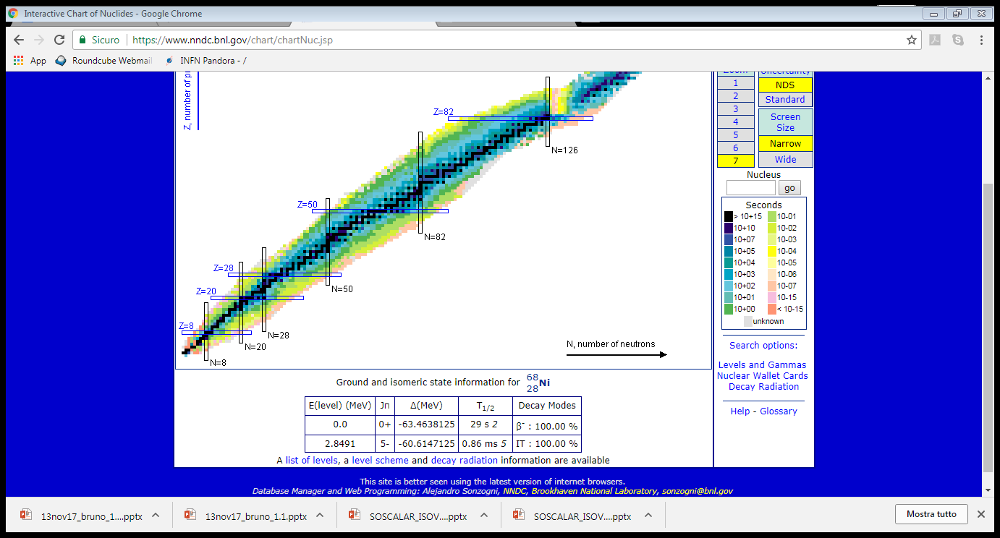 Interactive Chart of Nuclides - Google Chrome
Sicuro https://www.nndc.bnl.gov/chart/chartNuc.jsp
App Roundcube Webmail INFN Pandora - /
Z, number of
Z=82
N=126
Z=50
N=82
Z=28
N=50
Z=20
N=28
Z=8
N=20
N=8
N, number of neutrons
Zoom
1
2
3
4
5
6
7
Uncertainty
NDS
Standard
Screen
Size
Narrow
Wide
Nucleus
go
Seconds
> 10+15 10-01
10+10 10-02
10+07 10-03
10+05 10-04
10+04 10-05
10+03 10-06
10+02 10-07
10+01 10-15
10+00 < 10-15
unknown
Search options:
Levels and Gammas
Nuclear Wallet Cards
Decay Radiation
Help - Glossary
Ground and isomeric state information for 68 28 Ni
E(level) (MeV) Jπ Δ(MeV) T1/2 Decay Modes
0.0 0+ -63.4638125 29 s 2 β- : 100.00 %
2.8491 5- -60.6147125 0.86 ms 5 IT : 100.00 %
A list of levels, a level scheme and decay radiation information are available
This site is better seen using the latest version of internet browsers.
Database Manager and Web Programming: Alejandro Sonzogni, NNDC, Brookhaven National Laboratory, sonzogni@bnl.gov
13nov17_bruno_1....pptx 13nov17_bruno_1.1.pptx SOSCALAR_ISOV....pptx SOSCALAR_ISOV....pptx Mostra tutto